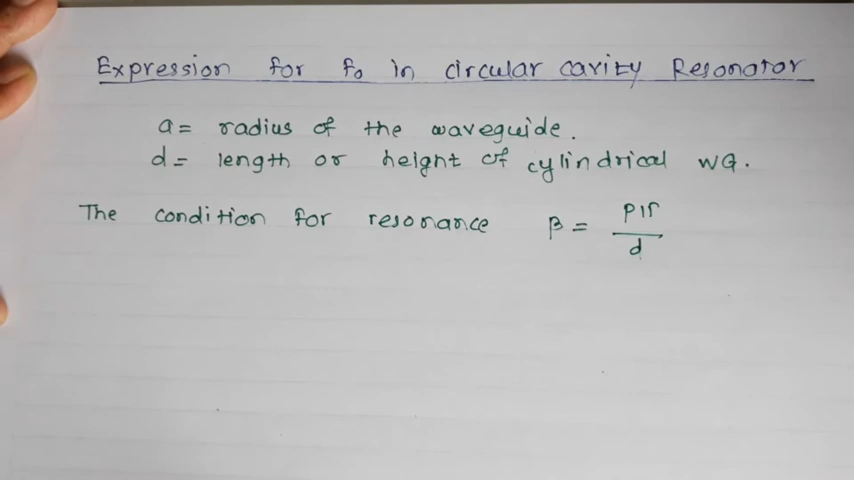 Expression for f₀ in circular cavity Resonator
a = radius of the waveguide.
d = length or height of cylindrical WG.
The condition for resonance β = pπ/d